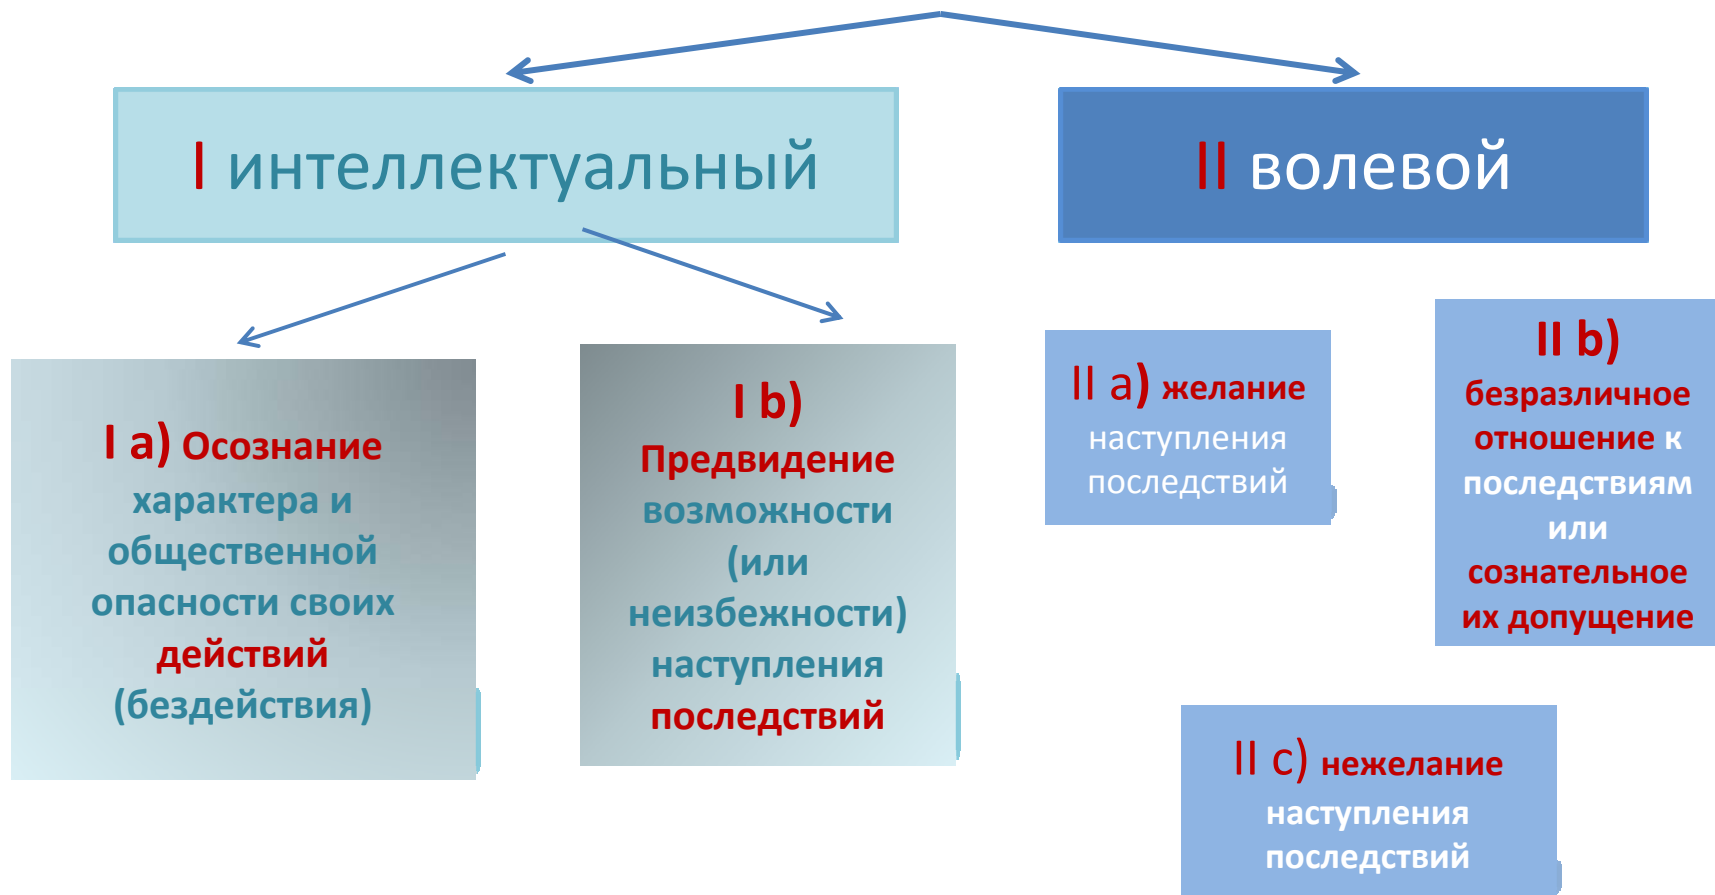 I интеллектуальный
II волевой
I a) Осознание
характера и
общественной
опасности своих
действий
(бездействия)
I b)
Предвидение
возможности
(или
неизбежности)
наступления
последствий
II a) желание
наступления
последствий
II b)
безразличное
отношение к
последствиям
или
сознательное
их допущение
II c) нежелание
наступления
последствий